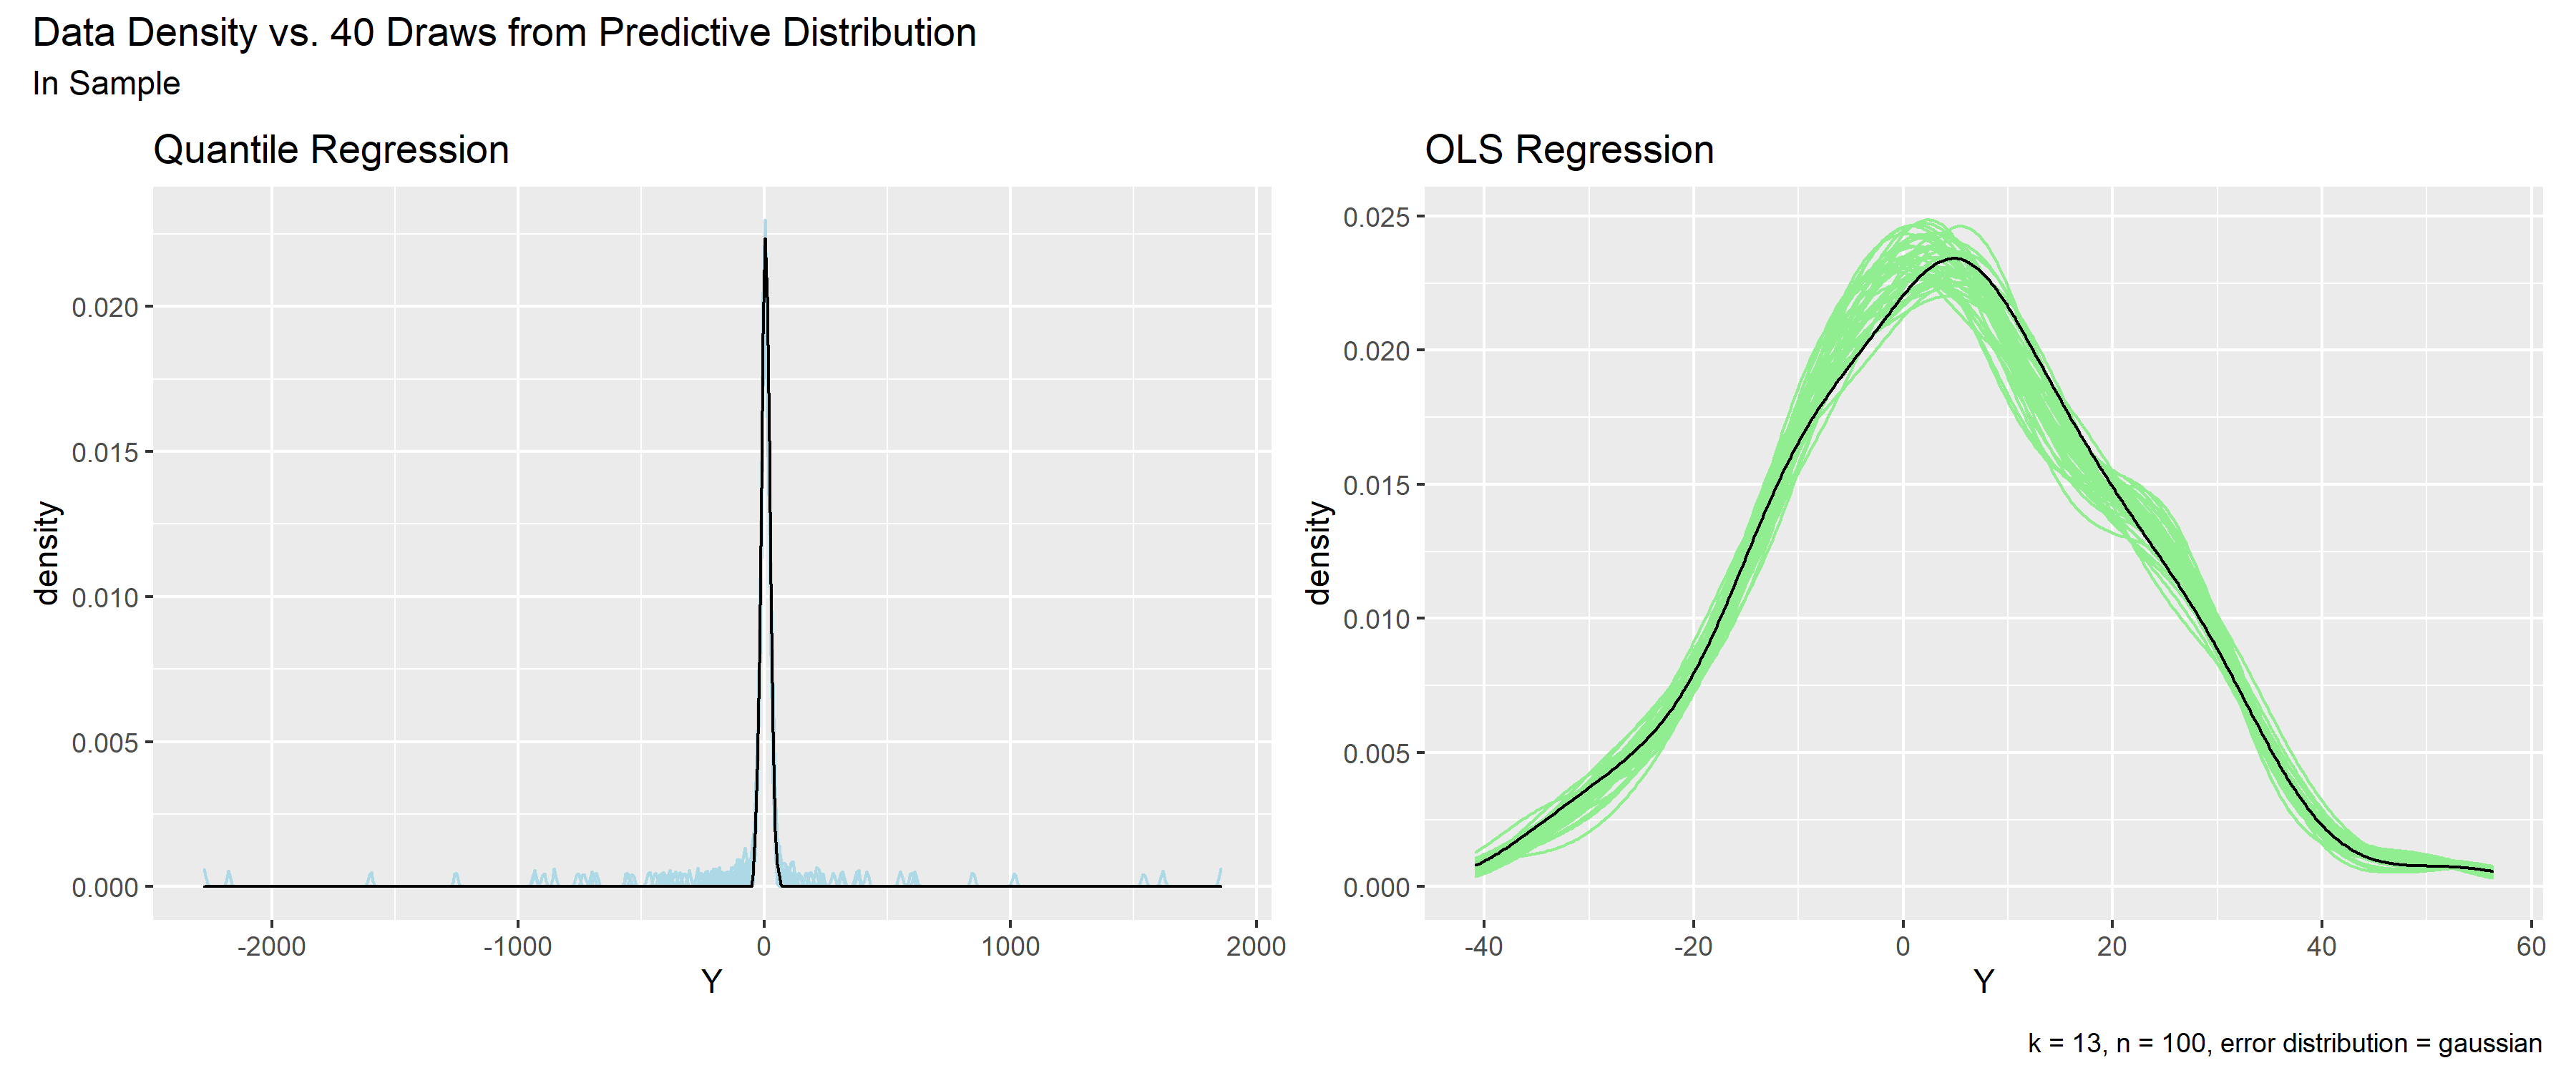 Data Density vs. 40 Draws from Predictive Distribution
In Sample
Quantile Regression
density
0.020
0.015
0.010
0.005
0.000
-2000 -1000 0 1000 2000
Y
OLS Regression
density
0.025
0.020
0.015
0.010
0.005
0.000
-40 -20 0 20 40 60
Y
k = 13, n = 100, error distribution = gaussian